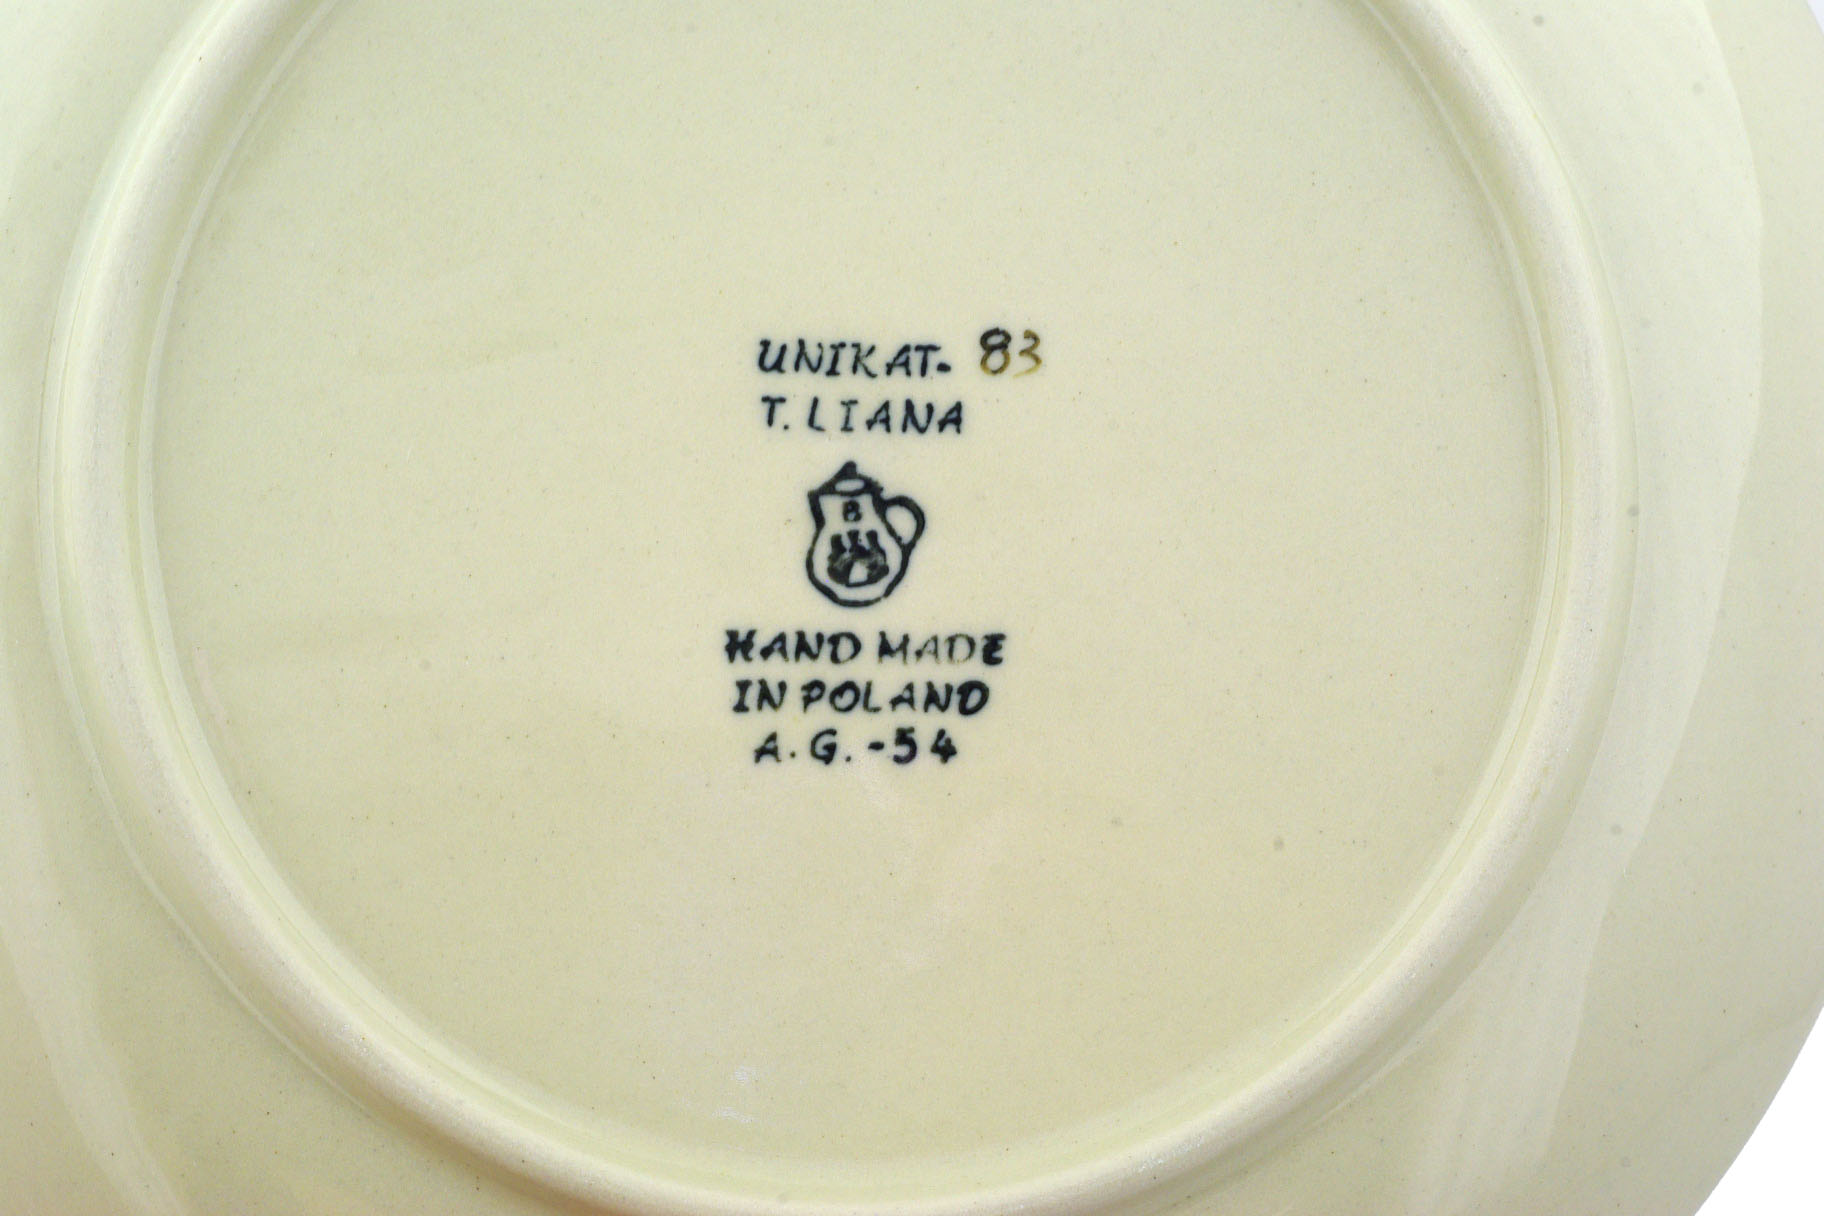 UNIKAT- 83
T. LIANA
B
HAND MADE
IN POLAND
A.G.-54